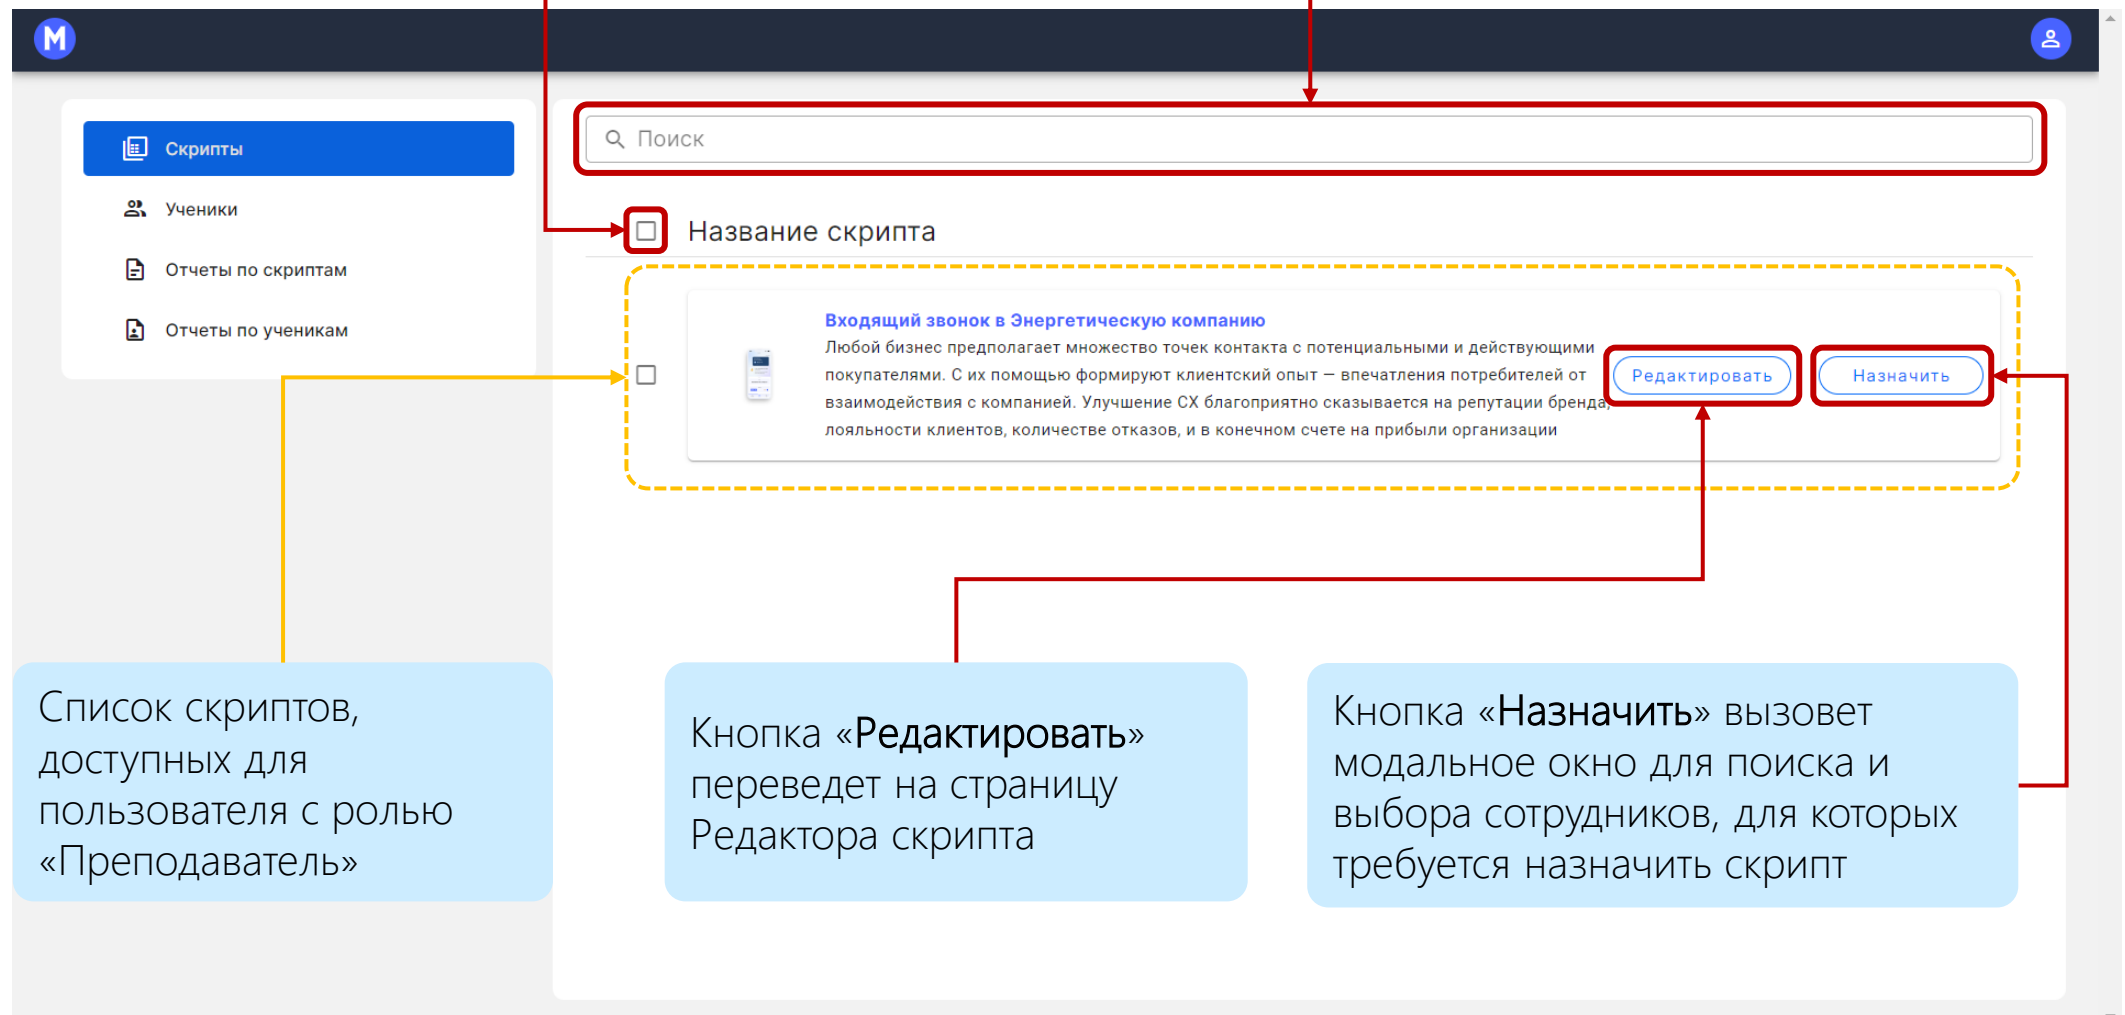 M
Скрипты
Ученики
Отчеты по скриптам
Отчеты по ученикам
Поиск
Название скрипта
Входящий звонок в Энергетическую компанию
Любой бизнес предполагает множество точек контакта с потенциальными и действующими
покупателями. С их помощью формируют клиентский опыт — впечатления потребителей от
взаимодействия с компанией. Улучшение CX благоприятно сказывается на репутации бренда,
лояльности клиентов, количестве отказов, и в конечном счете на прибыли организации
Редактировать
Назначить
Список скриптов,
доступных для
пользователя с ролью
«Преподаватель»
Кнопка «Редактировать»
переведет на страницу
Редактора скрипта
Кнопка «Назначить» вызовет
модальное окно для поиска и
выбора сотрудников, для которых
требуется назначить скрипт